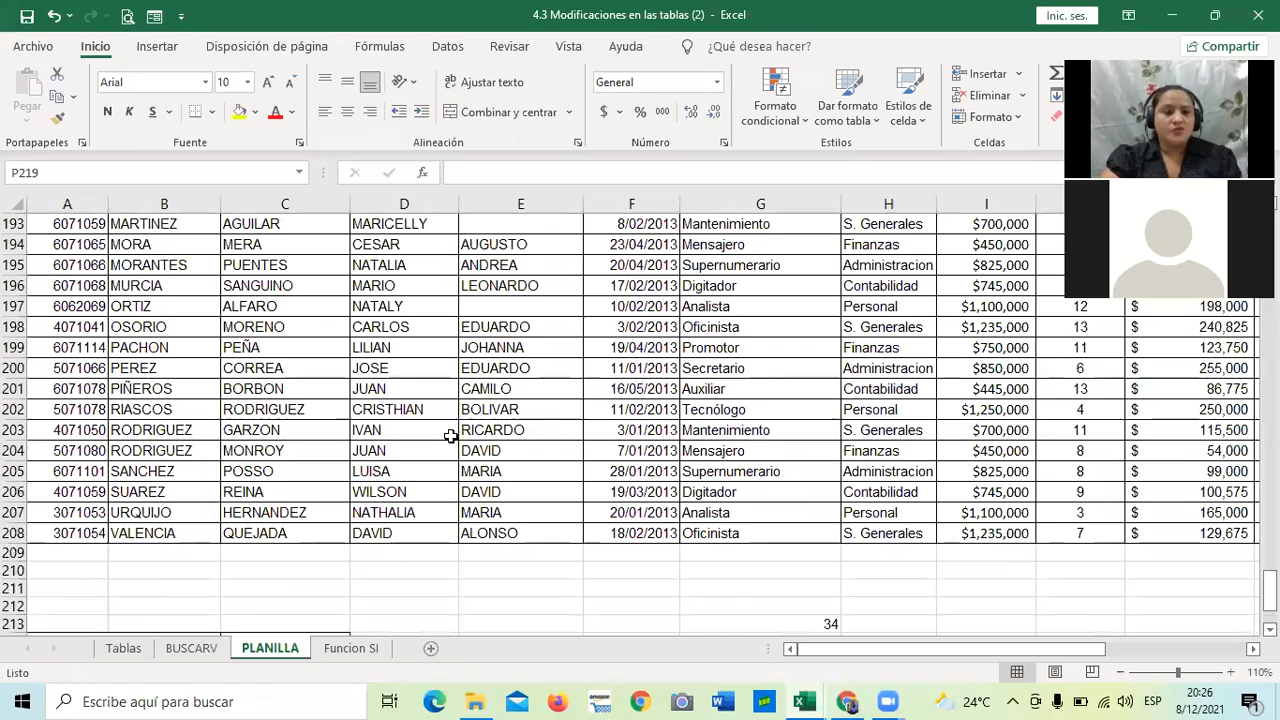 4.3 Modificaciones en las tablas (2) - Excel
Inic. ses.
Archivo Inicio Insertar Disposición de página Fórmulas Datos Revisar Vista Ayuda ¿Qué desea hacer? Compartir
Pegar
Arial 10
Ajustar texto
Combinar y centrar
General
Formato condicional
Dar formato como tabla
Estilos de celda
Insertar
Eliminar
Formato
N K S
$ % 000
Portapapeles Fuente Alineación Número Estilos Celdas
P219
A B C D E F G H I
193 6071059 MARTINEZ AGUILAR MARICELLY 8/02/2013 Mantenimiento S. Generales $700,000
194 6071065 MORA MERA CESAR AUGUSTO 23/04/2013 Mensajero Finanzas $450,000
195 6071066 MORANTES PUENTES NATALIA ANDREA 20/04/2013 Supernumerario Administracion $825,000
196 6071068 MURCIA SANGUINO MARIO LEONARDO 17/02/2013 Digitador Contabilidad $745,000
197 6062069 ORTIZ ALFARO NATALY 10/02/2013 Analista Personal $1,100,000 12 $ 198,000
198 4071041 OSORIO MORENO CARLOS EDUARDO 3/02/2013 Oficinista S. Generales $1,235,000 13 $ 240,825
199 6071114 PACHON PEÑA LILIAN JOHANNA 19/04/2013 Promotor Finanzas $750,000 11 $ 123,750
200 5071066 PEREZ CORREA JOSE EDUARDO 11/01/2013 Secretario Administracion $850,000 6 $ 255,000
201 6071078 PIÑEROS BORBON JUAN CAMILO 16/05/2013 Auxiliar Contabilidad $445,000 13 $ 86,775
202 5071078 RIASCOS RODRIGUEZ CRISTHIAN BOLIVAR 11/02/2013 Tecnólogo Personal $1,250,000 4 $ 250,000
203 4071050 RODRIGUEZ GARZON IVAN RICARDO 3/01/2013 Mantenimiento S. Generales $700,000 11 $ 115,500
204 5071080 RODRIGUEZ MONROY JUAN DAVID 7/01/2013 Mensajero Finanzas $450,000 8 $ 54,000
205 6071101 SANCHEZ POSSO LUISA MARIA 28/01/2013 Supernumerario Administracion $825,000 8 $ 99,000
206 4071059 SUAREZ REINA WILSON DAVID 19/03/2013 Digitador Contabilidad $745,000 9 $ 100,575
207 3071053 URQUIJO HERNANDEZ NATHALIA MARIA 20/01/2013 Analista Personal $1,100,000 3 $ 165,000
208 3071054 VALENCIA QUEJADA DAVID ALONSO 18/02/2013 Oficinista S. Generales $1,235,000 7 $ 129,675
209
210
211
212
213 34
Tablas BUSCARV PLANILLA Funcion SI
Listo 110%
Escribe aquí para buscar 24°C ESP 20:26
8/12/2021